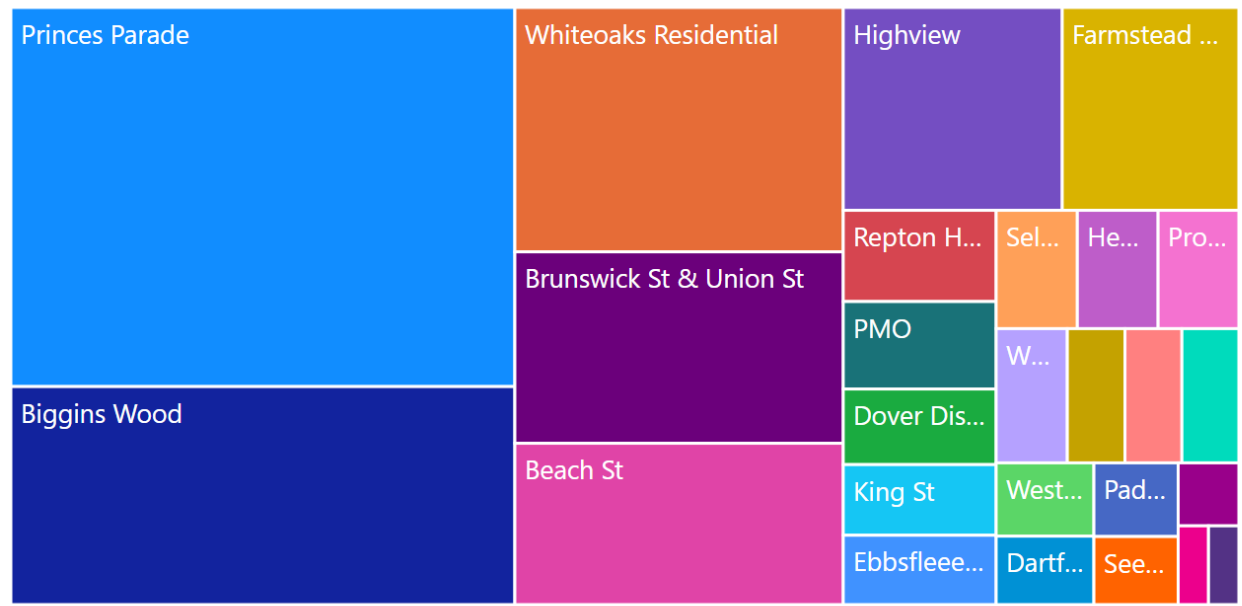 Princes Parade
Biggins Wood
Whiteoaks Residential
Brunswick St & Union St
Beach St
Highview
Farmstead ...
Repton H...
PMO
Dover Dis...
King St
Ebbsfleee...
Sel...
He...
Pro...
W...
West...
Pad...
Dartf...
See...